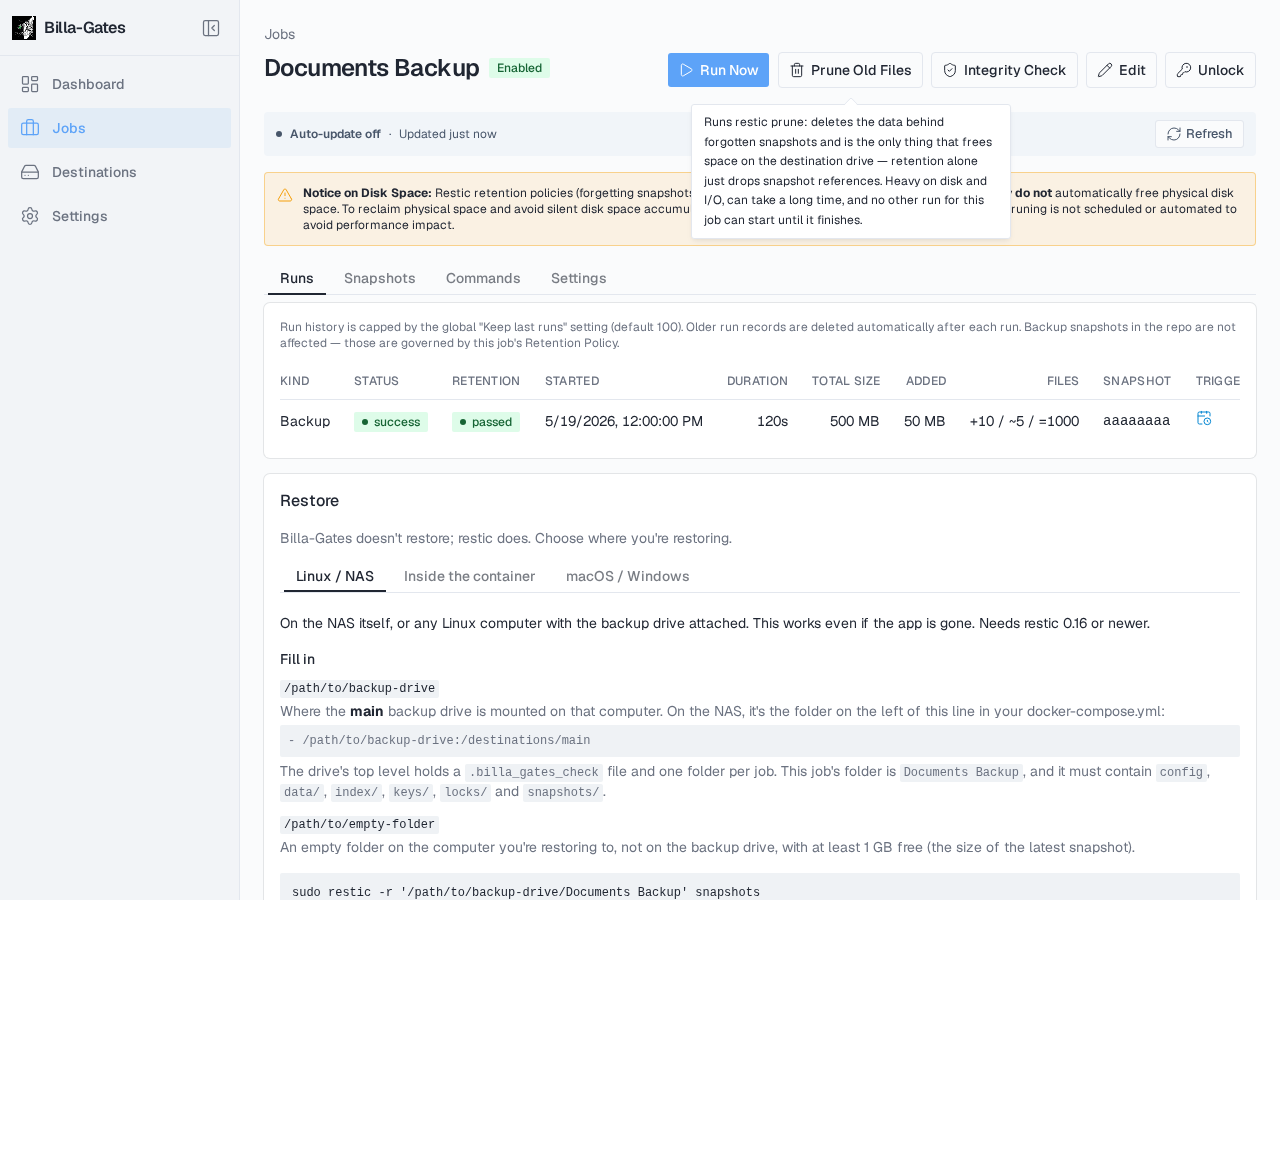 Billa-Gates
Dashboard
Jobs
Destinations
Settings
Jobs
Documents Backup
Enabled
Run Now
Prune Old Files
Integrity Check
Edit
Unlock
Auto-update off · Updated just now
Refresh
Runs restic prune: deletes the data behind
forgotten snapshots and is the only thing that frees
space on the destination drive — retention alone
just drops snapshot references. Heavy on disk and
I/O, can take a long time, and no other run for this
job can start until it finishes.
Notice on Disk Space: Restic retention policies (forgetting snapshots do not automatically free physical disk
space. To reclaim physical space and avoid silent disk space is not scheduled or automated to
avoid performance impact.
Runs
Snapshots
Commands
Settings
Run history is capped by the global "Keep last runs" setting (default 100). Older run records are deleted automatically after each run. Backup snapshots in the repo are not
affected — those are governed by this job's Retention Policy.
KIND STATUS RETENTION STARTED DURATION TOTAL SIZE ADDED FILES SNAPSHOT TRIGGE
Backup success passed 5/19/2026, 12:00:00 PM 120s 500 MB 50 MB +10 / ~5 / =1000 aaaaaaaa
Restore
Billa-Gates doesn't restore; restic does. Choose where you're restoring.
Linux / NAS
Inside the container
macOS / Windows
On the NAS itself, or any Linux computer with the backup drive attached. This works even if the app is gone. Needs restic 0.16 or newer.
Fill in
/path/to/backup-drive
Where the main backup drive is mounted on that computer. On the NAS, it's the folder on the left of this line in your docker-compose.yml:
- /path/to/backup-drive:/destinations/main
The drive's top level holds a .billa_gates_check file and one folder per job. This job's folder is Documents Backup, and it must contain config,
data/, index/, keys/, locks/ and snapshots/.
/path/to/empty-folder
An empty folder on the computer you're restoring to, not on the backup drive, with at least 1 GB free (the size of the latest snapshot).
sudo restic -r '/path/to/backup-drive/Documents Backup' snapshots